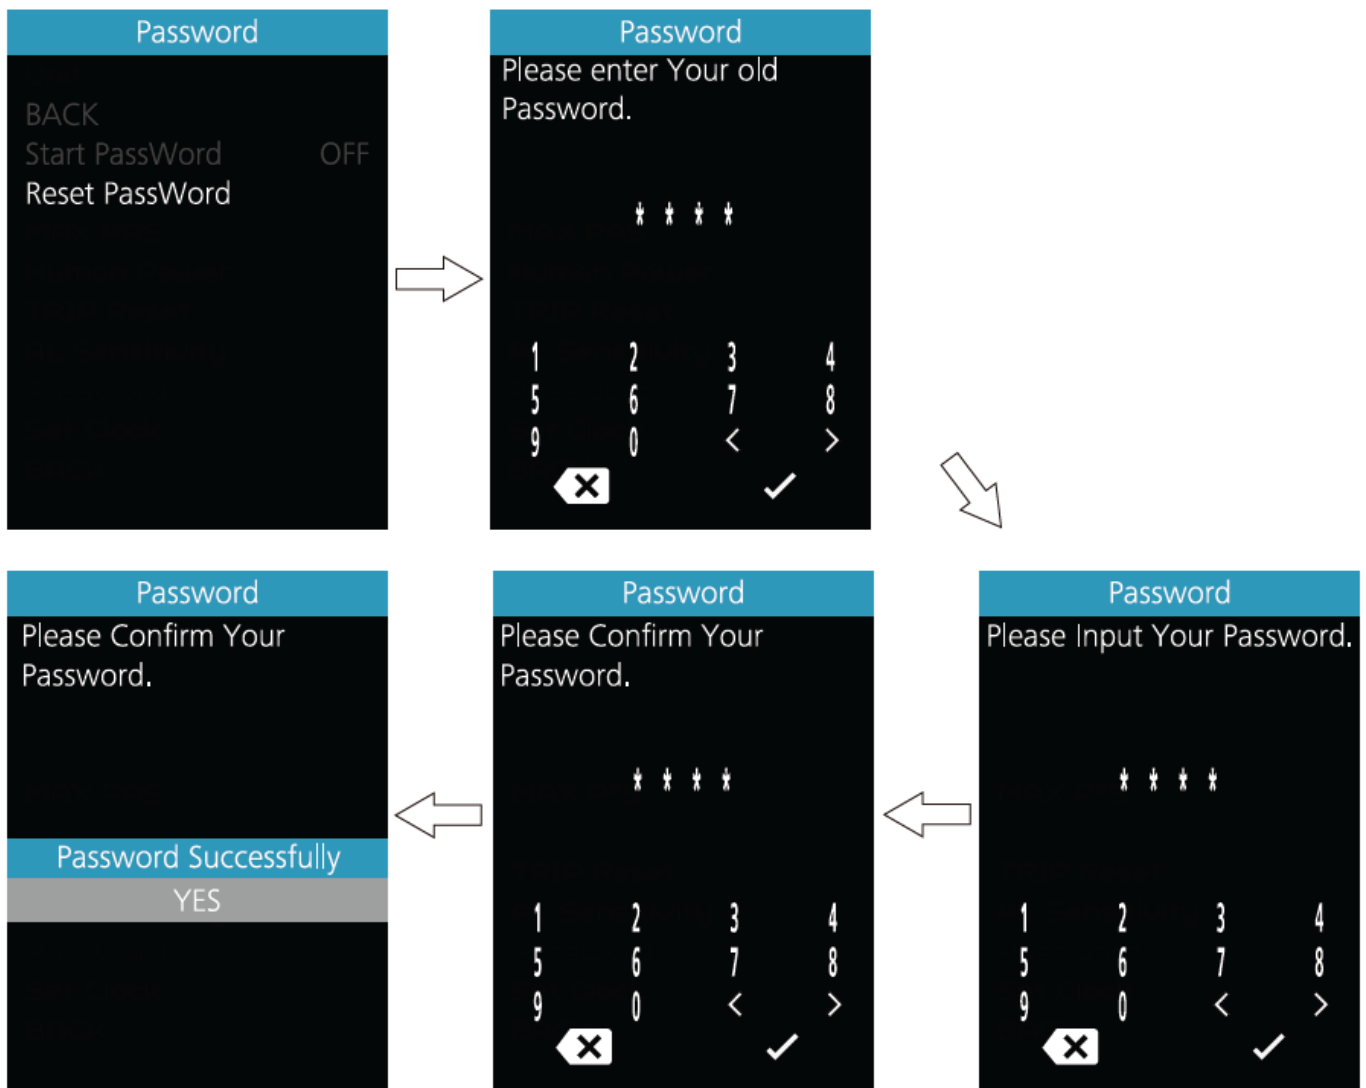 Password
BACK
Start PassWord OFF
Reset PassWord
Password
Please enter Your old
Password.
* * * *
1 2 3 4
5 6 7 8
9 0 < >
Password
Please Input Your Password.
* * * *
1 2 3 4
5 6 7 8
9 0 < >
Password
Please Confirm Your
Password.
* * * *
1 2 3 4
5 6 7 8
9 0 < >
Password
Please Confirm Your
Password.
Password Successfully
YES